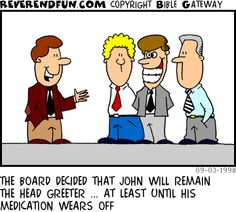 REVERENDFUN.COM COPYRIGHT BIBLE GATEWAY
09-03-1998
THE BOARD DECIDED THAT JOHN WILL REMAIN
THE HEAD GREETER ... AT LEAST UNTIL HIS
MEDICATION WEARS OFF